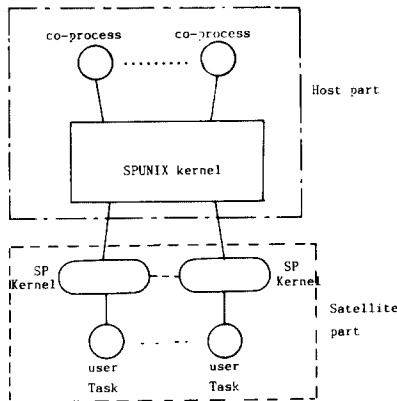 co-process co-process
Host part
SPUNIX kernel
SP
Kernel
SP
Kernel
Satellite
part
user
Task
user
Task